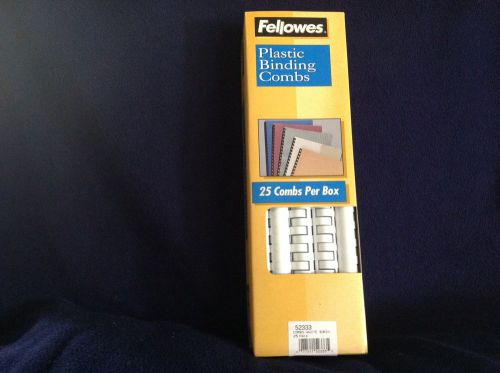 Fellowes.
Plastic
Binding
Combs
25 Combs Per Box
52333